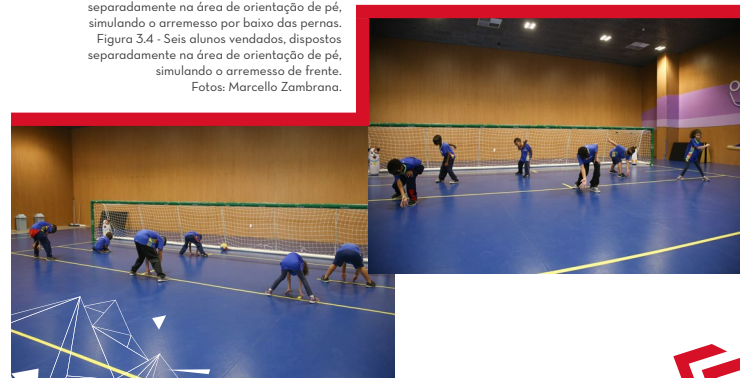 separadamente na área de orientação de pé,
simulando o arremesso por baixo das pernas.
Figura 3.4 - Seis alunos vendados, dispostos
separadamente na área de orientação de pé,
simulando o arremesso de frente.
Fotos: Marcello Zambrana.